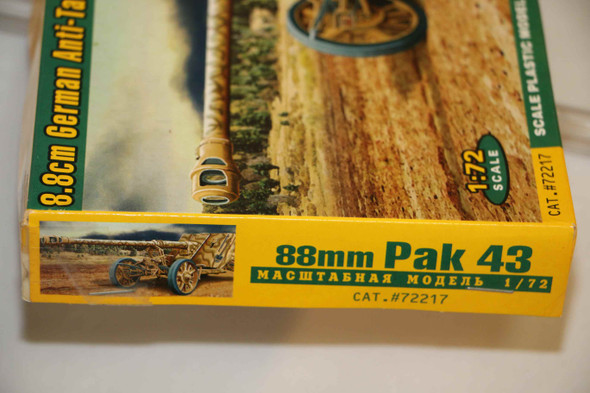 8.8cm German Anti-Ta
SCALE PLASTIC MODEL
1:72
SCALE
CAT.#72217
88mm Pak 43
МАСШТАБНАЯ МОДЕЛЬ 1/72
CAT.#72217